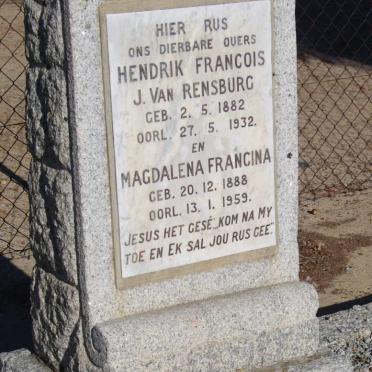 HIER RUS
ONS DIERBARE OUERS
HENDRIK FRANCOIS
J. VAN RENSBURG
GEB. 2. 5. 1882
OORL. 27. 5. 1932.
EN
MAGDALENA FRANCINA
GEB. 20. 12. 1888
OORL. 13. 1. 1959.
JESUS HET GESÊ: „KOM NA MY
TOE EN EK SAL JOU RUS GEE."